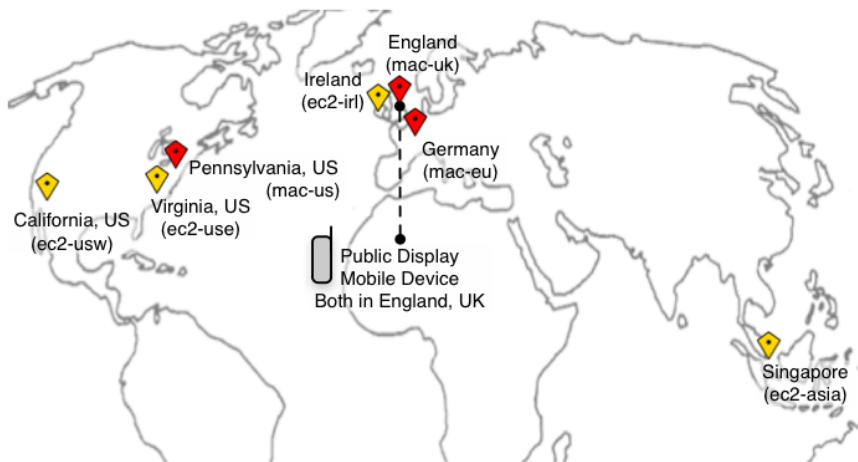 England
(mac-uk)
Ireland
(ec2-irl)
Germany
(mac-eu)
Pennsylvania, US
(mac-us)
Virginia, US
(ec2-use)
California, US
(ec2-usw)
Public Display
Mobile Device
Both in England, UK
Singapore
(ec2-asia)